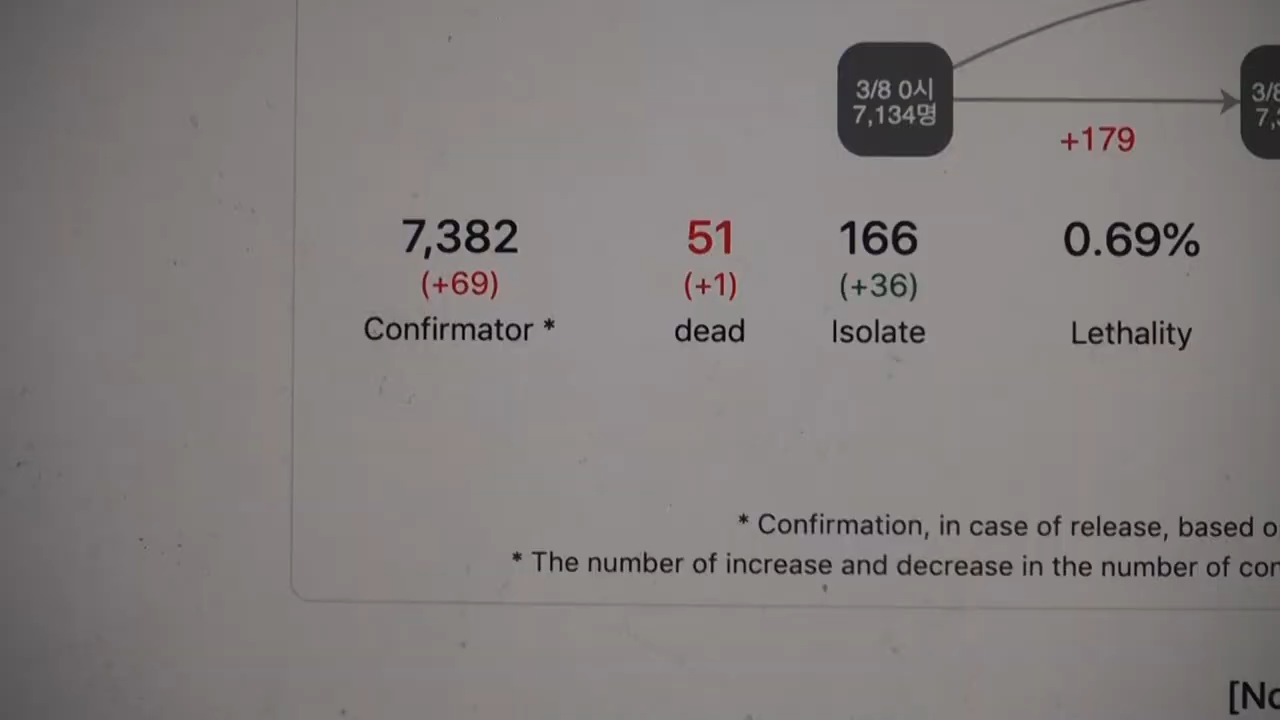 3/8 0시
7,134명
+179
7,382
(+69)
Confirmator *
51
(+1)
dead
166
(+36)
Isolate
0.69%
Lethality
* Confirmation, in case of release, based
* The number of increase and decrease in the number of